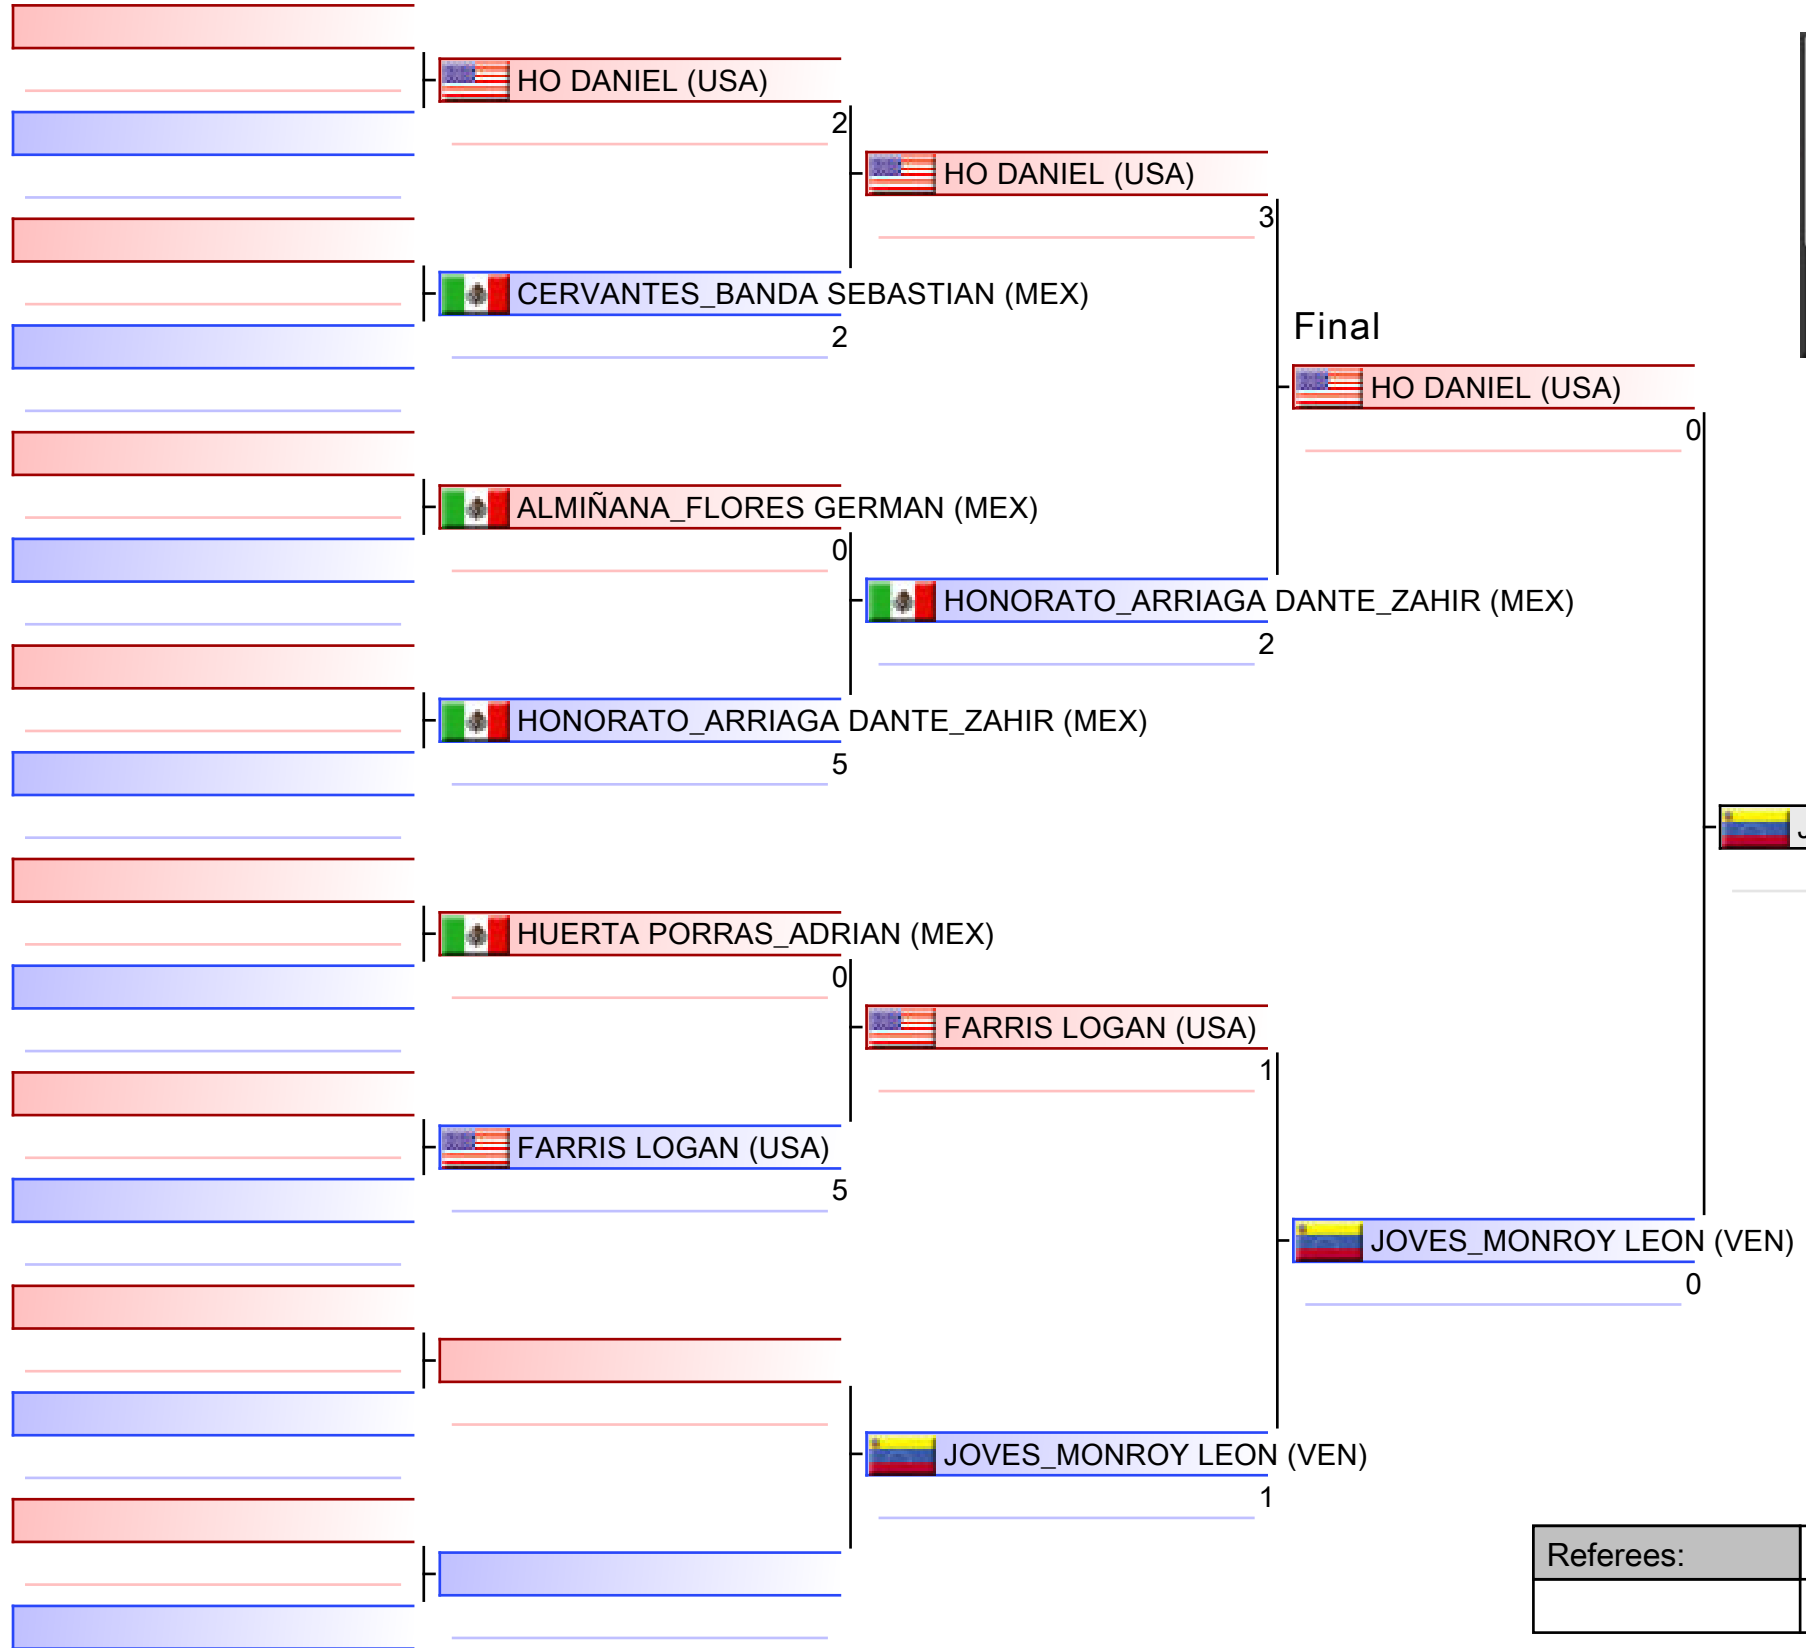 HO DANIEL (USA)
2
HO DANIEL (USA)
3
CERVANTES_BANDA SEBASTIAN (MEX)
2
Final
HO DANIEL (USA)
0
ALMIÑANA_FLORES GERMAN (MEX)
0
HONORATO_ARRIAGA DANTE_ZAHIR (MEX)
2
HONORATO_ARRIAGA DANTE_ZAHIR (MEX)
5
HUERTA PORRAS_ADRIAN (MEX)
0
FARRIS LOGAN (USA)
1
FARRIS LOGAN (USA)
5
JOVES_MONROY LEON (VEN)
0
JOVES_MONROY LEON (VEN)
1
Referees: